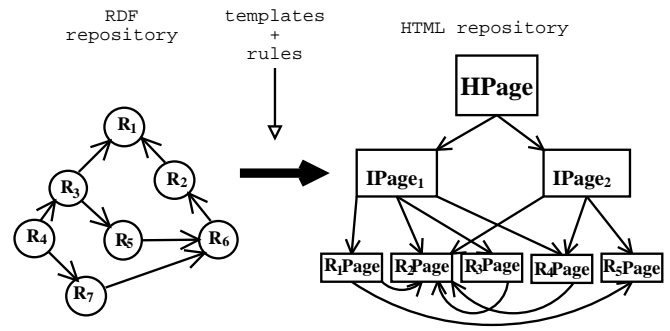 RDF
repository
templates
+
rules
HTML repository
HPage
R1
R3
R2
IPage1
IPage2
R4
R5
R6
R7
R1Page
R2Page
R3Page
R4Page
R5Page